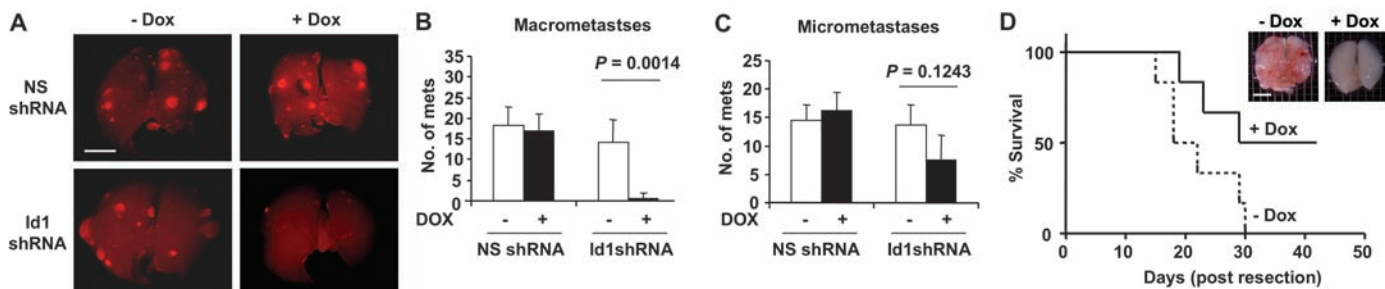 A
- Dox
+ Dox
NS
shRNA
Id1
shRNA
B
Macrometastses
P = 0.0014
No. of mets
35
30
25
20
15
10
5
0
DOX
-
+
-
+
NS shRNA
Id1shRNA
C
Micrometastases
P = 0.1243
No. of mets
25
20
15
10
5
0
DOX
-
+
-
+
NS shRNA
Id1shRNA
D
- Dox
+ Dox
% Survival
100
50
0
+ Dox
- Dox
0
10
20
30
40
50
Days (post resection)